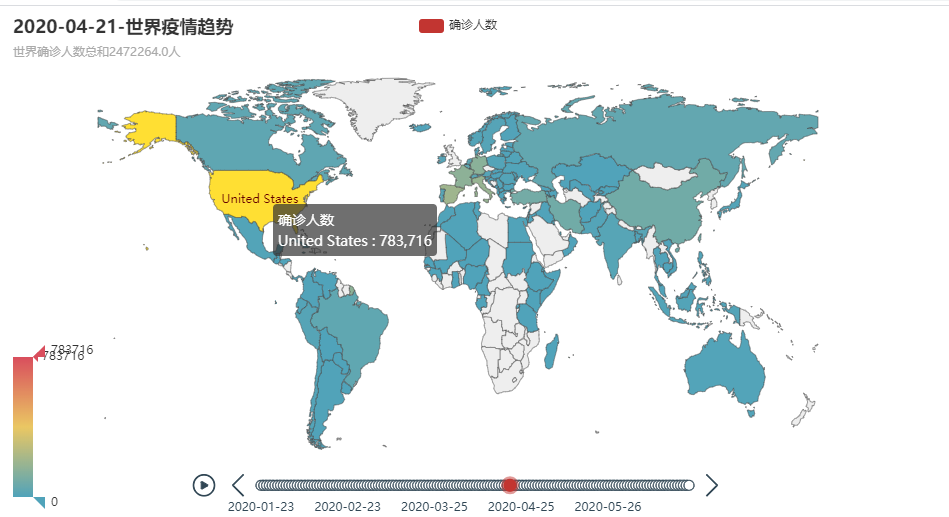 2020-04-21-世界疫情趋势
确诊人数
世界确诊人数总和2472264.0人
United States
确诊人数
United States : 783,716
783716
783716
0
2020-01-23
2020-02-23
2020-03-25
2020-04-25
2020-05-26